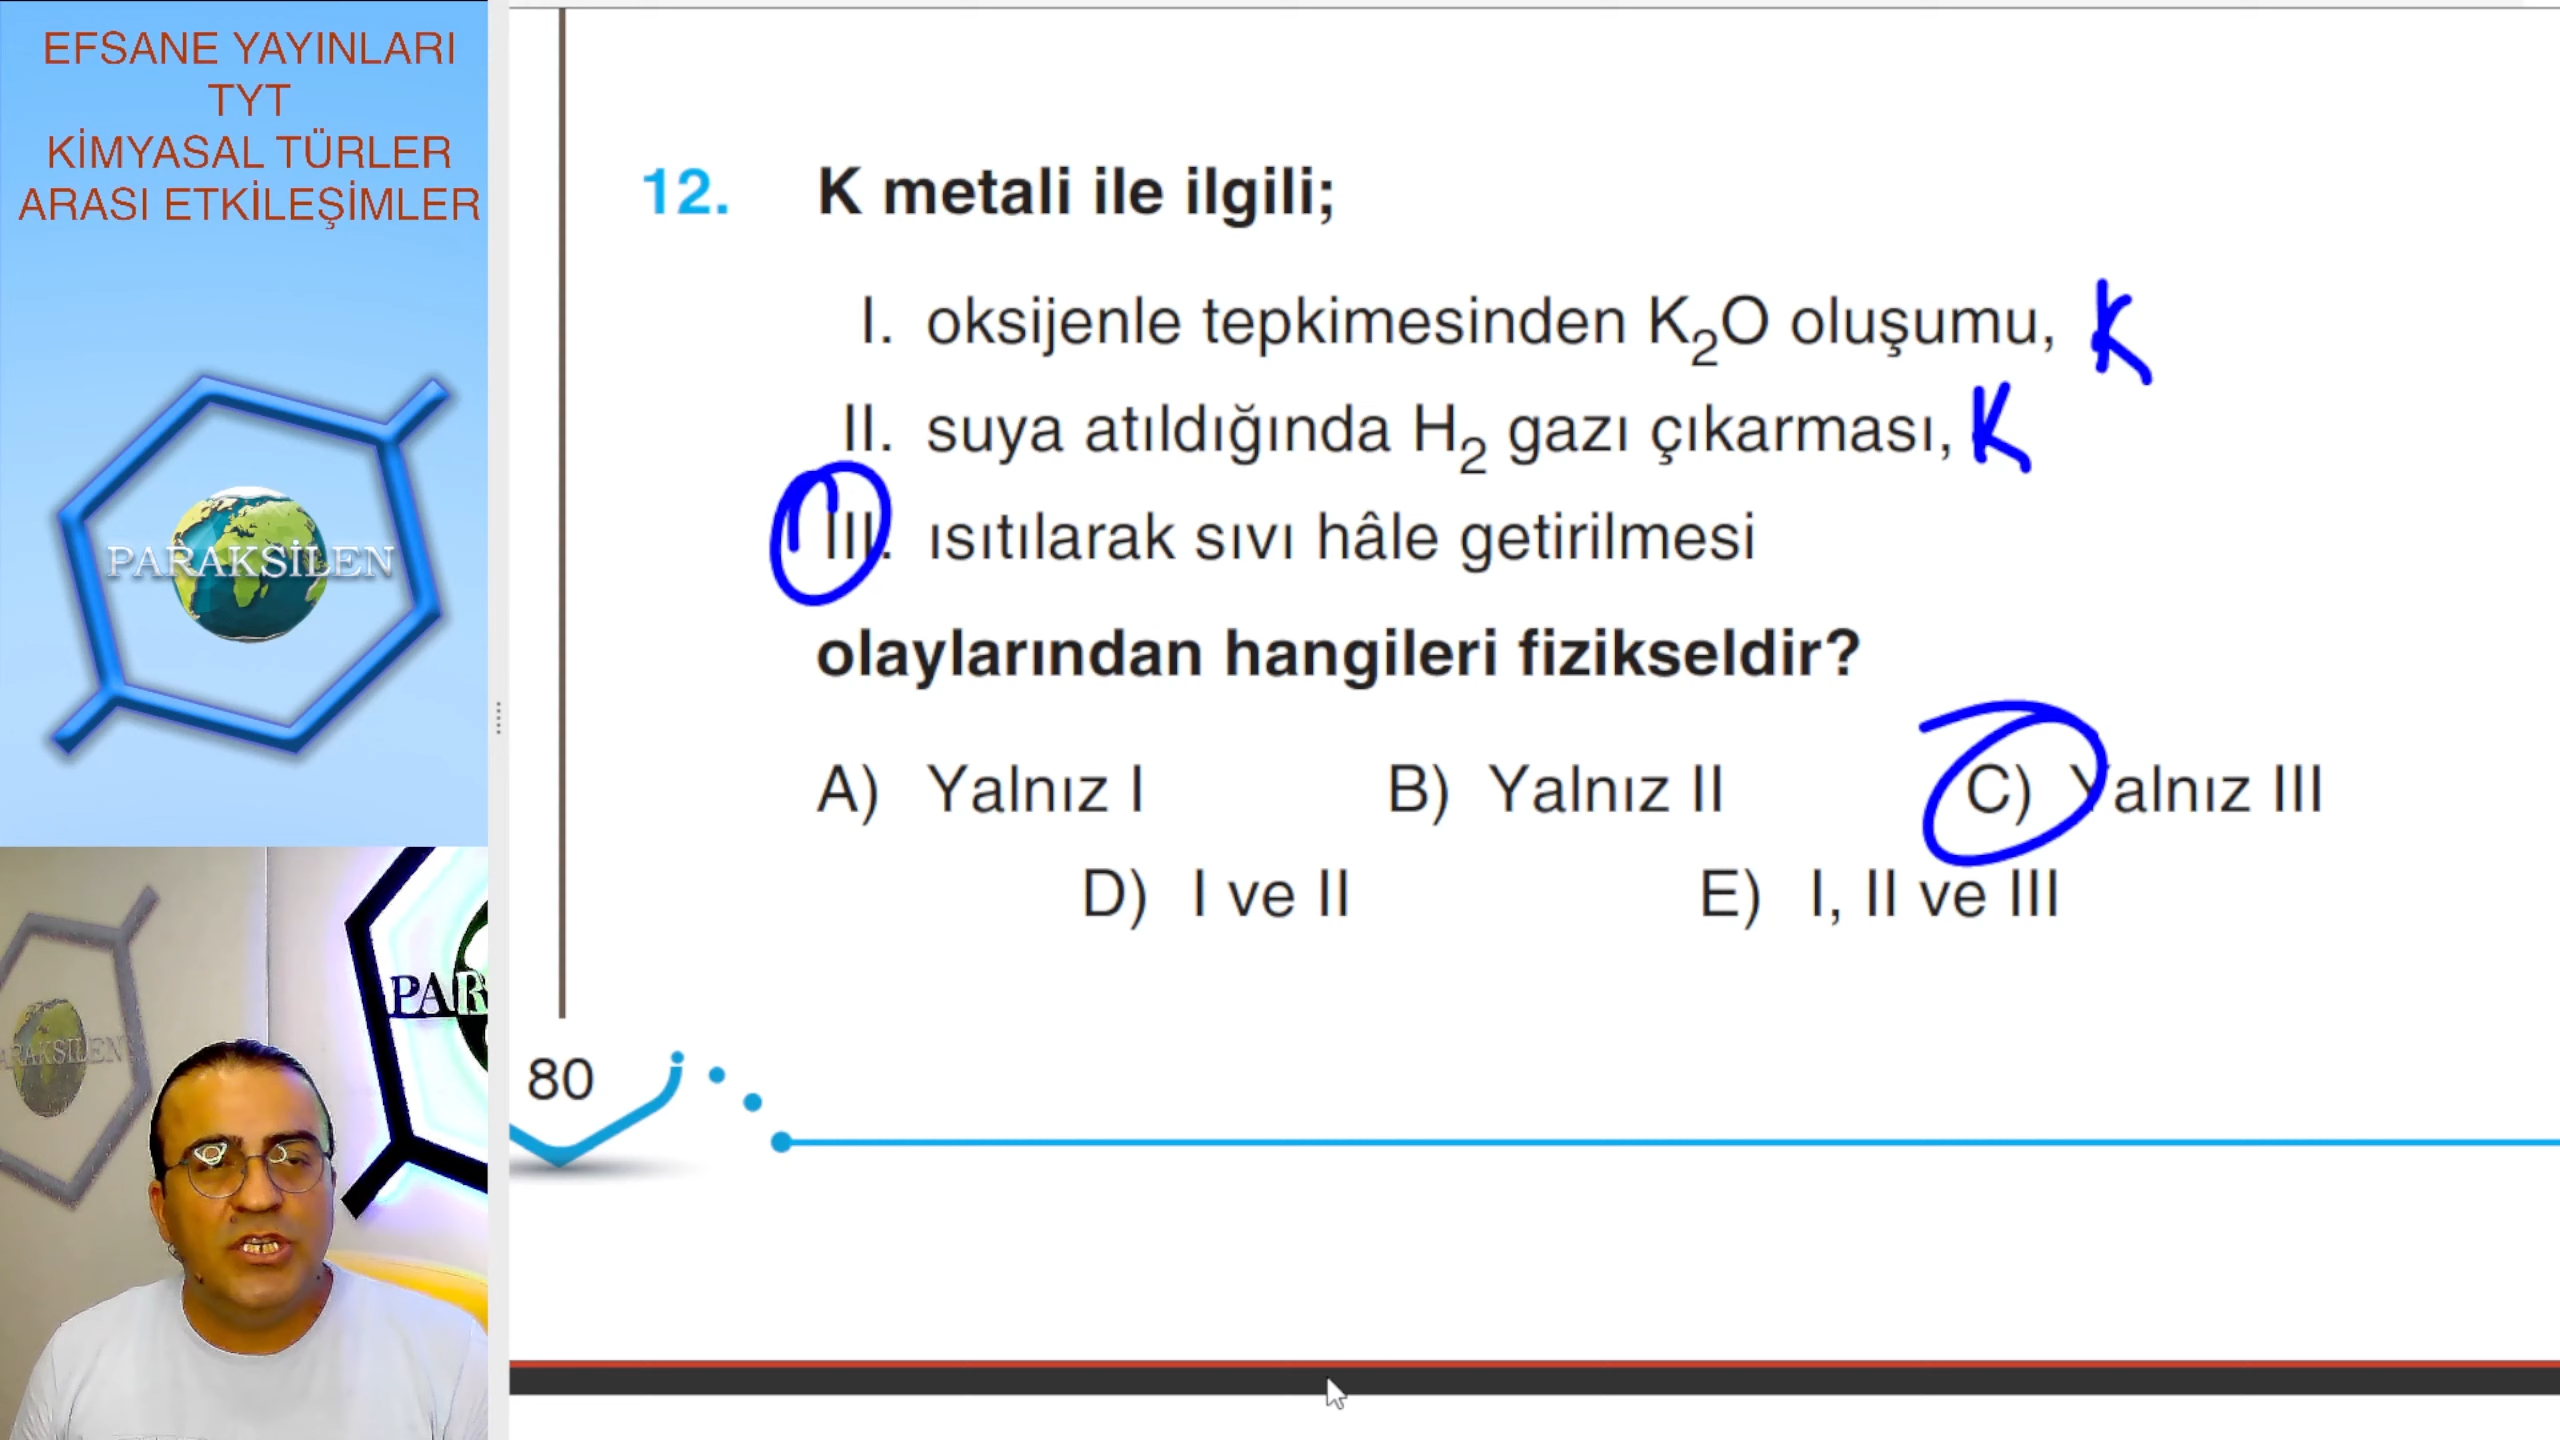 EFSANE YAYINLARI
TYT
KİMYASAL TÜRLER
ARASI ETKİLEŞİMLER
PARAKSİLEN
PAR
ARAKSILEN
12. K metali ile ilgili;
I. oksijenle tepkimesinden K₂O oluşumu, K
II. suya atıldığında H₂ gazı çıkarması, K
III. ısıtılarak sıvı hâle getirilmesi
olaylarından hangileri fizikseldir?
A) Yalnız I B) Yalnız II C) Yalnız III
D) I ve II E) I, II ve III
80